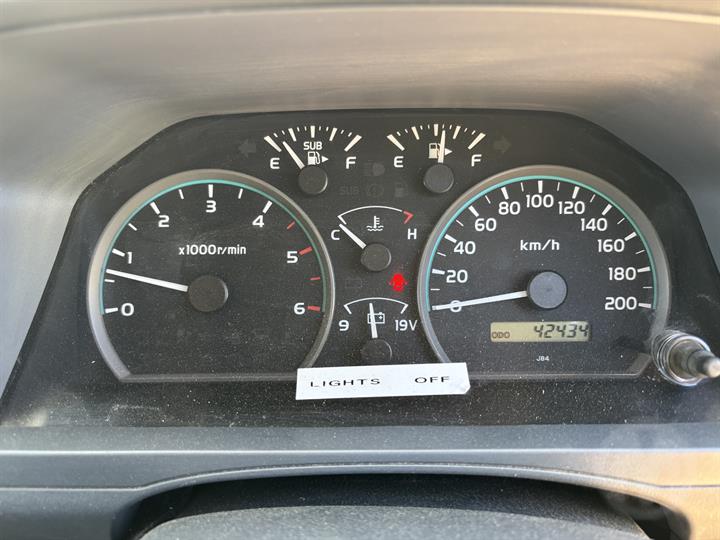 SUB
E F
E F
SUB
C H
9 19V
0 1 2 3 4 5 6
x1000r/min
0 20 40 60 80 100 120 140 160 180 200
km/h
ODO 42434
J84
LIGHTS OFF